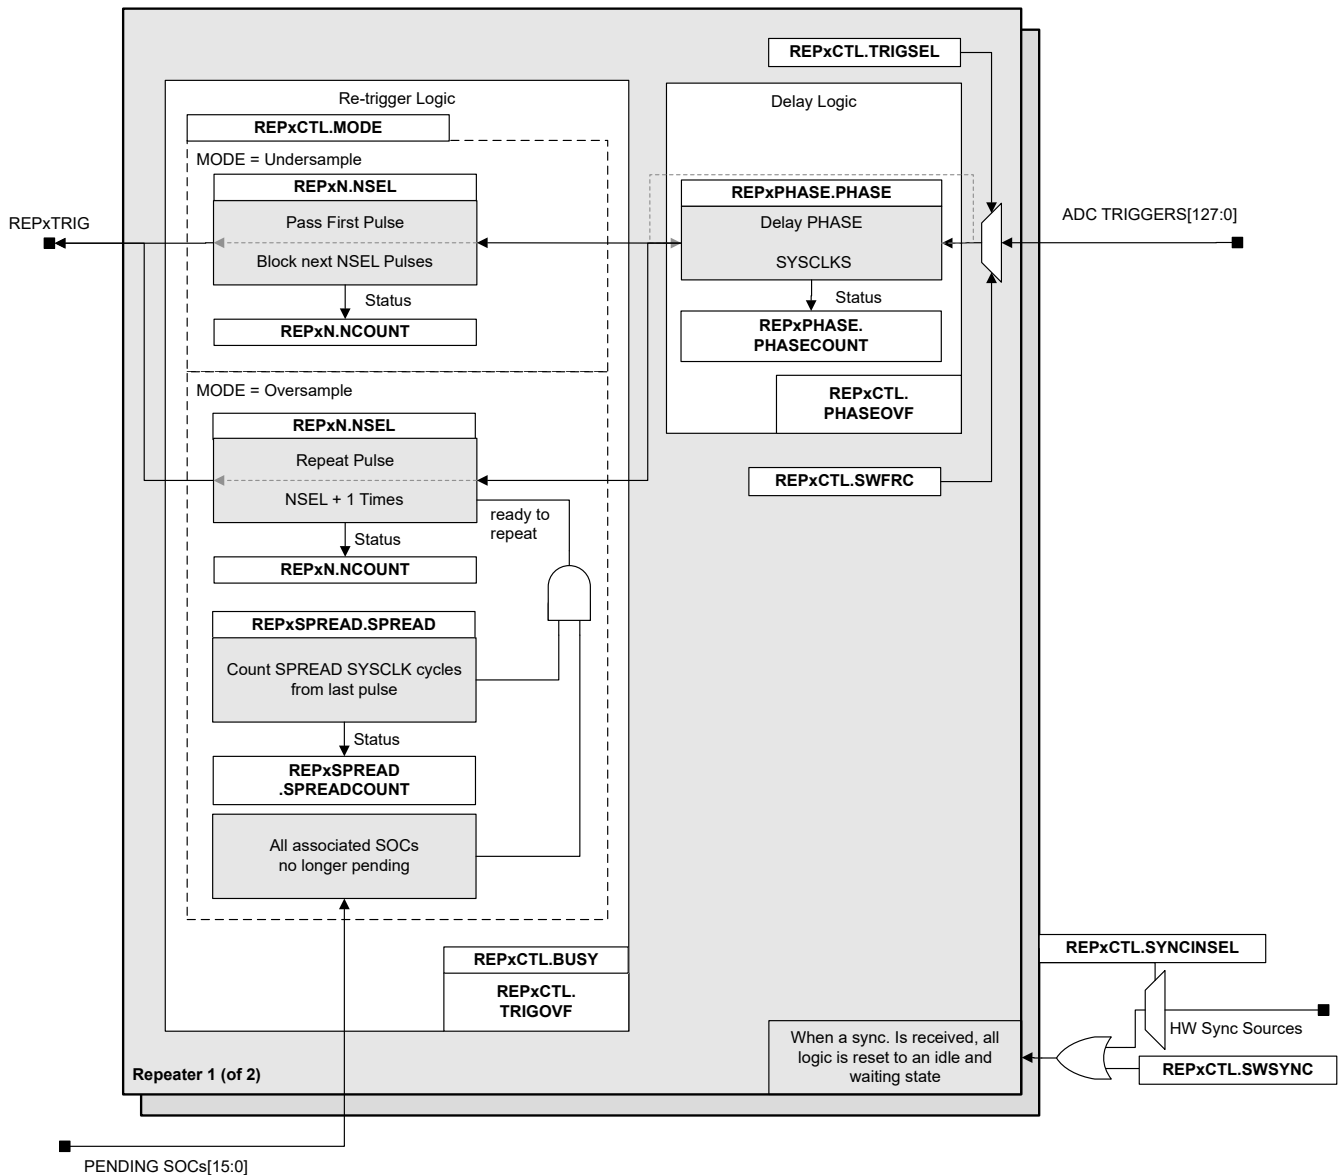 REPxCTL.TRIGSEL
Re-trigger Logic
Delay Logic
REPxCTL.MODE
MODE = Undersample
REPxN.NSEL
REPxPHASE.PHASE
REPxTRIG
Pass First Pulse
Block next NSEL Pulses
Delay PHASE
SYSCLKS
ADC TRIGGERS[127:0]
Status
REPxN.NCOUNT
Status
REPxPHASE.
PHASECOUNT
REPxCTL.
PHASEOVF
MODE = Oversample
REPxN.NSEL
Repeat Pulse
NSEL + 1 Times
REPxCTL.SWFRC
ready to
repeat
Status
REPxN.NCOUNT
REPxSPREAD.SPREAD
Count SPREAD SYSCLK cycles
from last pulse
Status
REPxSPREAD
.SPREADCOUNT
All associated SOCs
no longer pending
REPxCTL.BUSY
REPxCTL.
TRIGOVF
REPxCTL.SYNCINSEL
HW Sync Sources
When a sync. Is received, all
logic is reset to an idle and
waiting state
REPxCTL.SWSYNC
Repeater 1 (of 2)
PENDING SOCs[15:0]